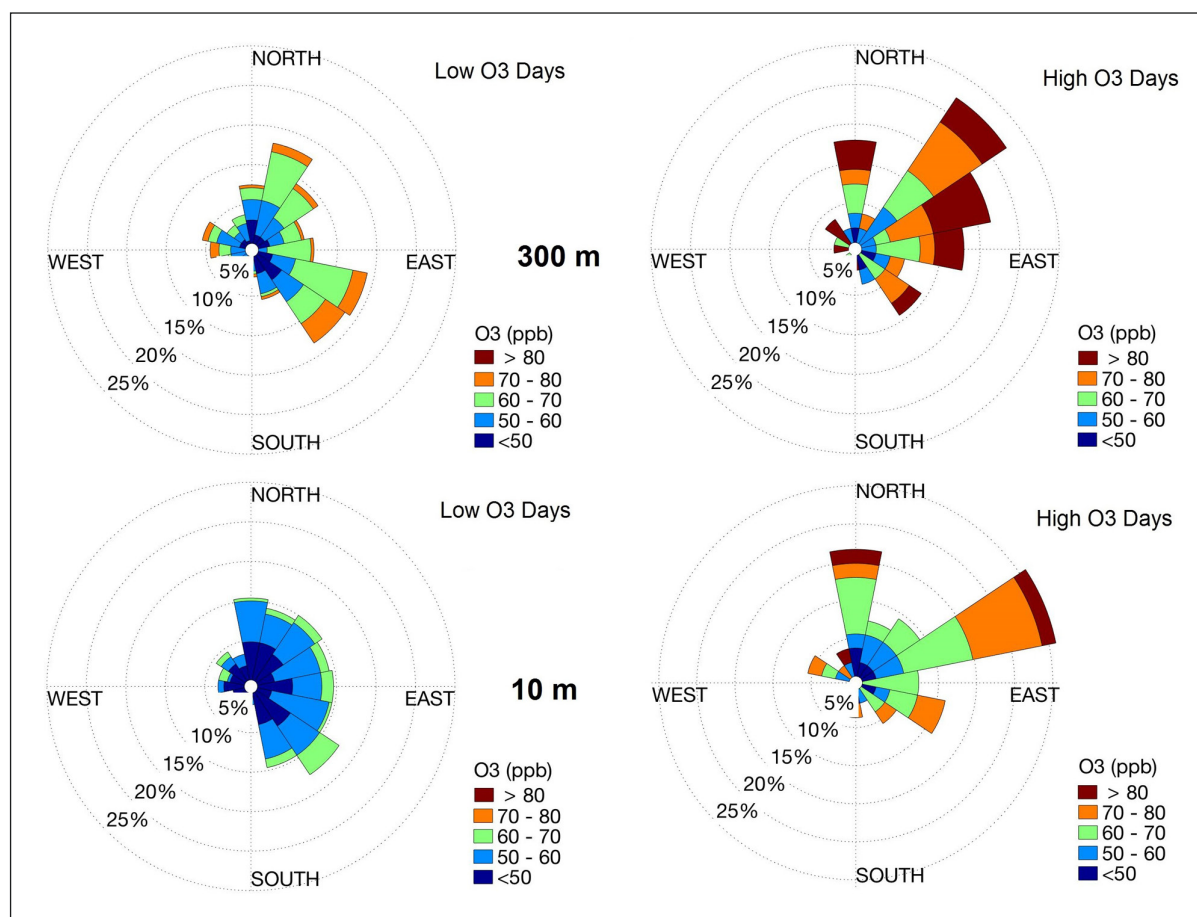 NORTH
Low O3 Days
WEST
EAST
5%
10%
15%
20%
25%
SOUTH
O3 (ppb)
> 80
70 - 80
60 - 70
50 - 60
<50
300 m
NORTH
High O3 Days
WEST
EAST
5%
10%
15%
20%
25%
SOUTH
O3 (ppb)
> 80
70 - 80
60 - 70
50 - 60
<50
NORTH
Low O3 Days
WEST
EAST
5%
10%
15%
20%
25%
SOUTH
O3 (ppb)
> 80
70 - 80
60 - 70
50 - 60
<50
10 m
NORTH
High O3 Days
WEST
EAST
5%
10%
15%
20%
25%
SOUTH
O3 (ppb)
> 80
70 - 80
60 - 70
50 - 60
<50